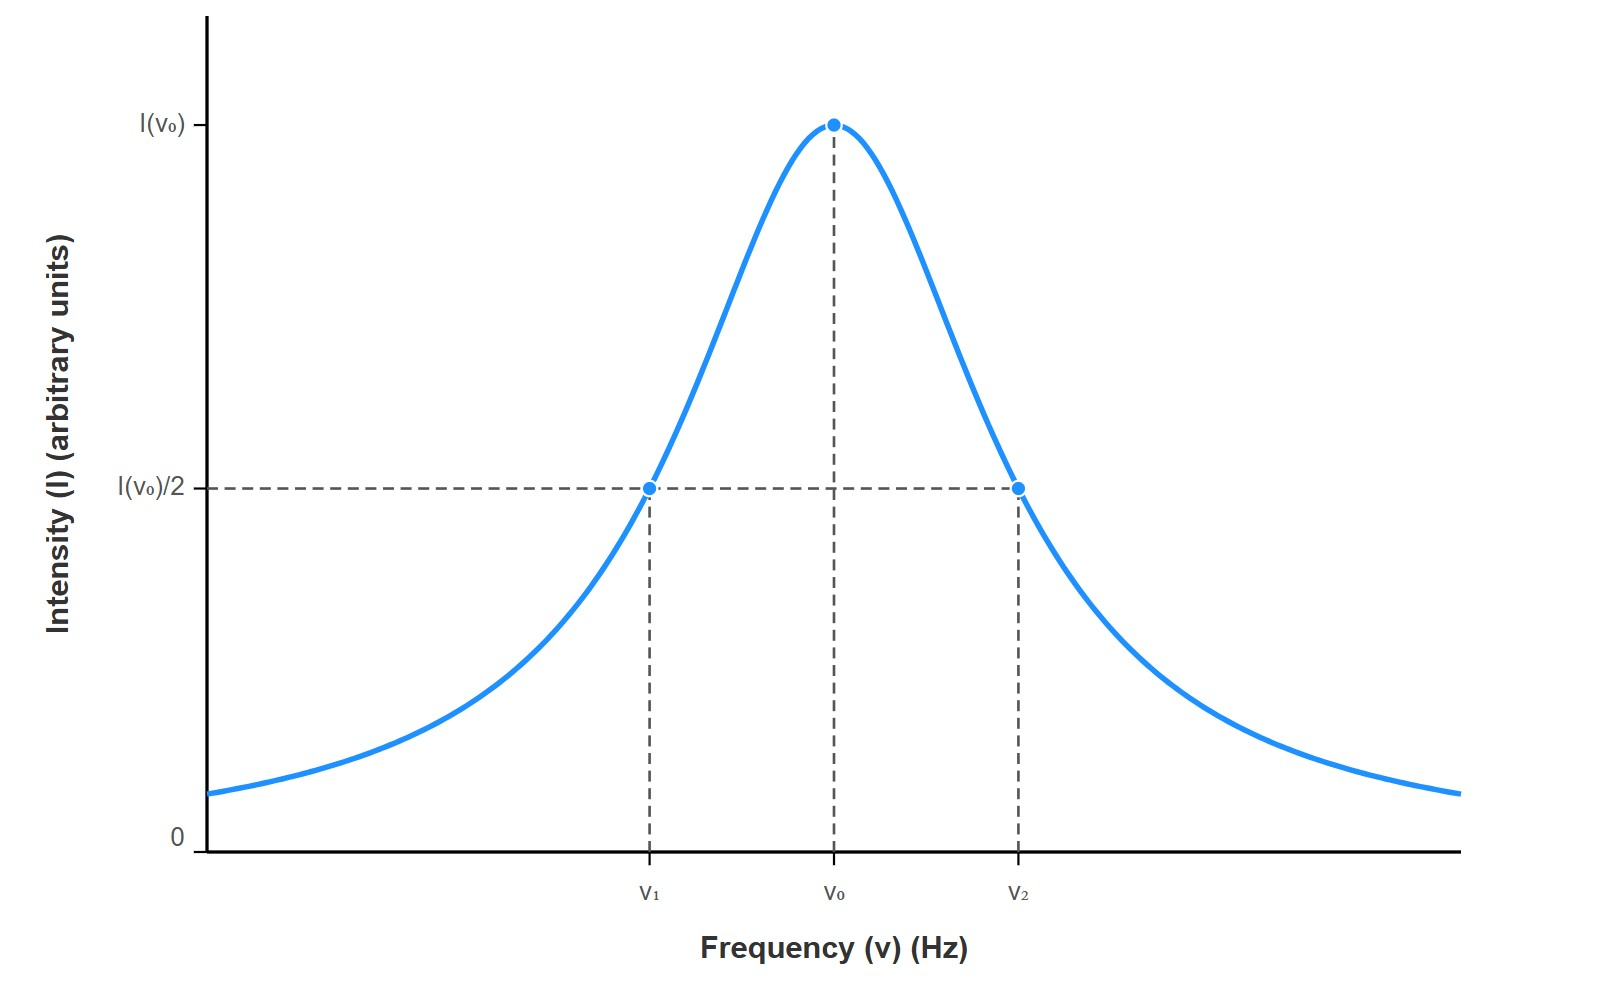 I(v₀)
I(v₀)/2
0
Intensity (I) (arbitrary units)
v₁
v₀
v₂
Frequency (v) (Hz)